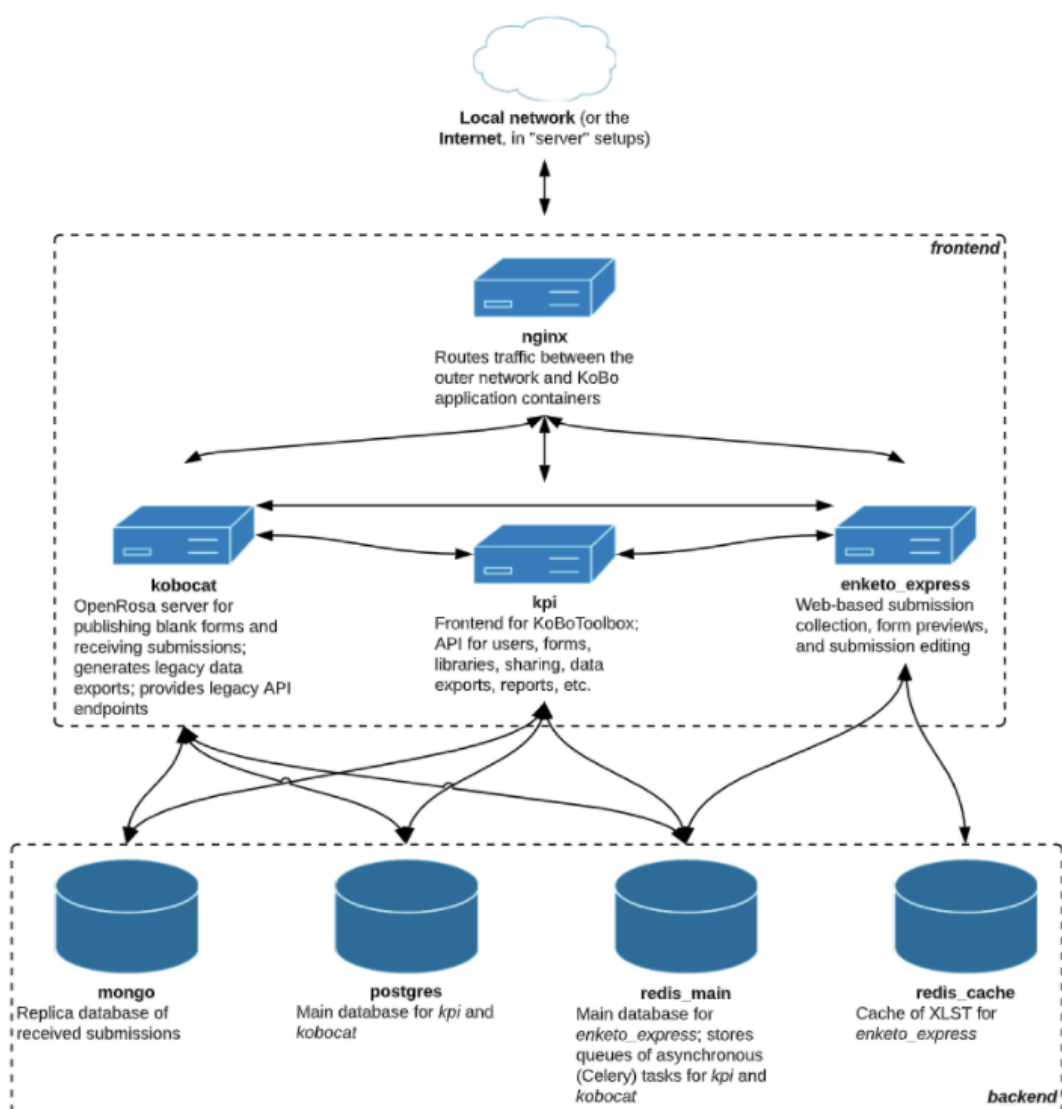 Local network (or the
Internet, in "server" setups)
frontend
nginx
Routes traffic between the
outer network and KoBo
application containers
kobocat
OpenRosa server for
publishing blank forms and
receiving submissions;
generates legacy data
exports; provides legacy API
endpoints
kpi
Frontend for KoBoToolbox;
API for users, forms,
libraries, sharing, data
exports, reports, etc.
enketo_express
Web-based submission
collection, form previews,
and submission editing
mongo
Replica database of
received submissions
postgres
Main database for kpi and
kobocat
redis_main
Main database for
enketo_express; stores
queues of asynchronous
(Celery) tasks for kpi and
kobocat
redis_cache
Cache of XLST for
enketo_express
backend